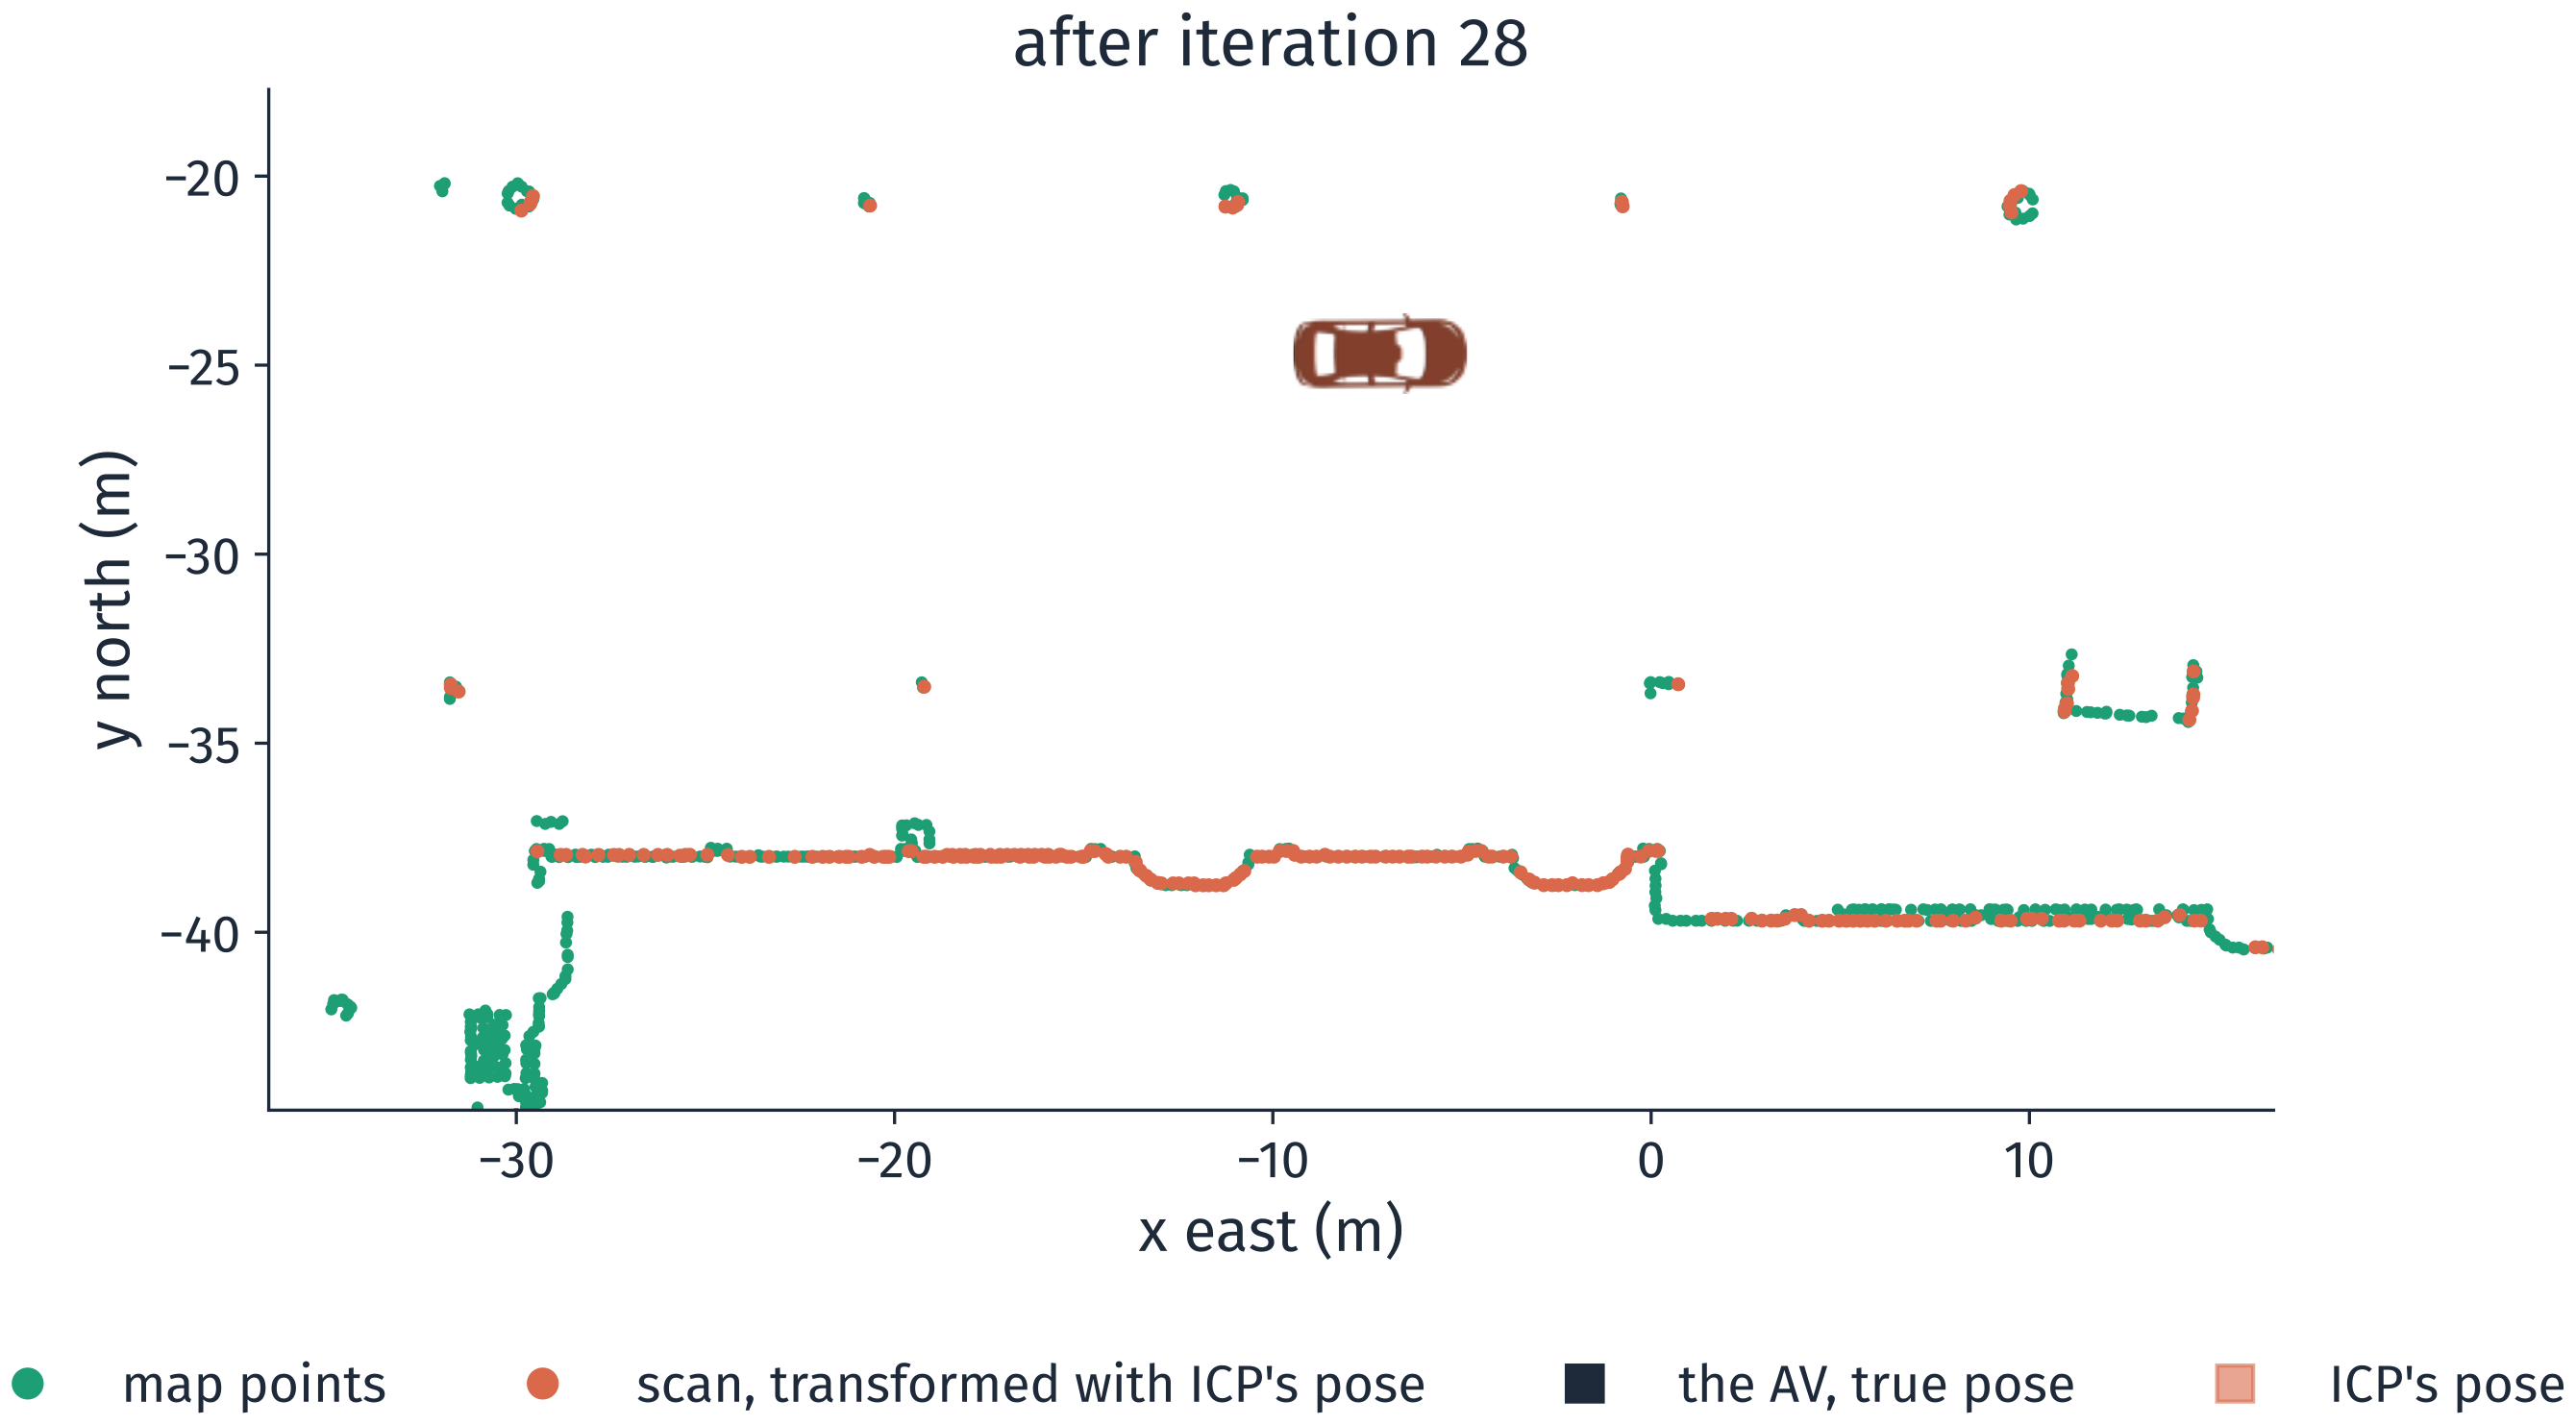 after iteration 28
−20
−25
−30
−35
−40
y north (m)
−30 −20 −10 0 10
x east (m)
map points scan, transformed with ICP's pose the AV, true pose ICP's pose